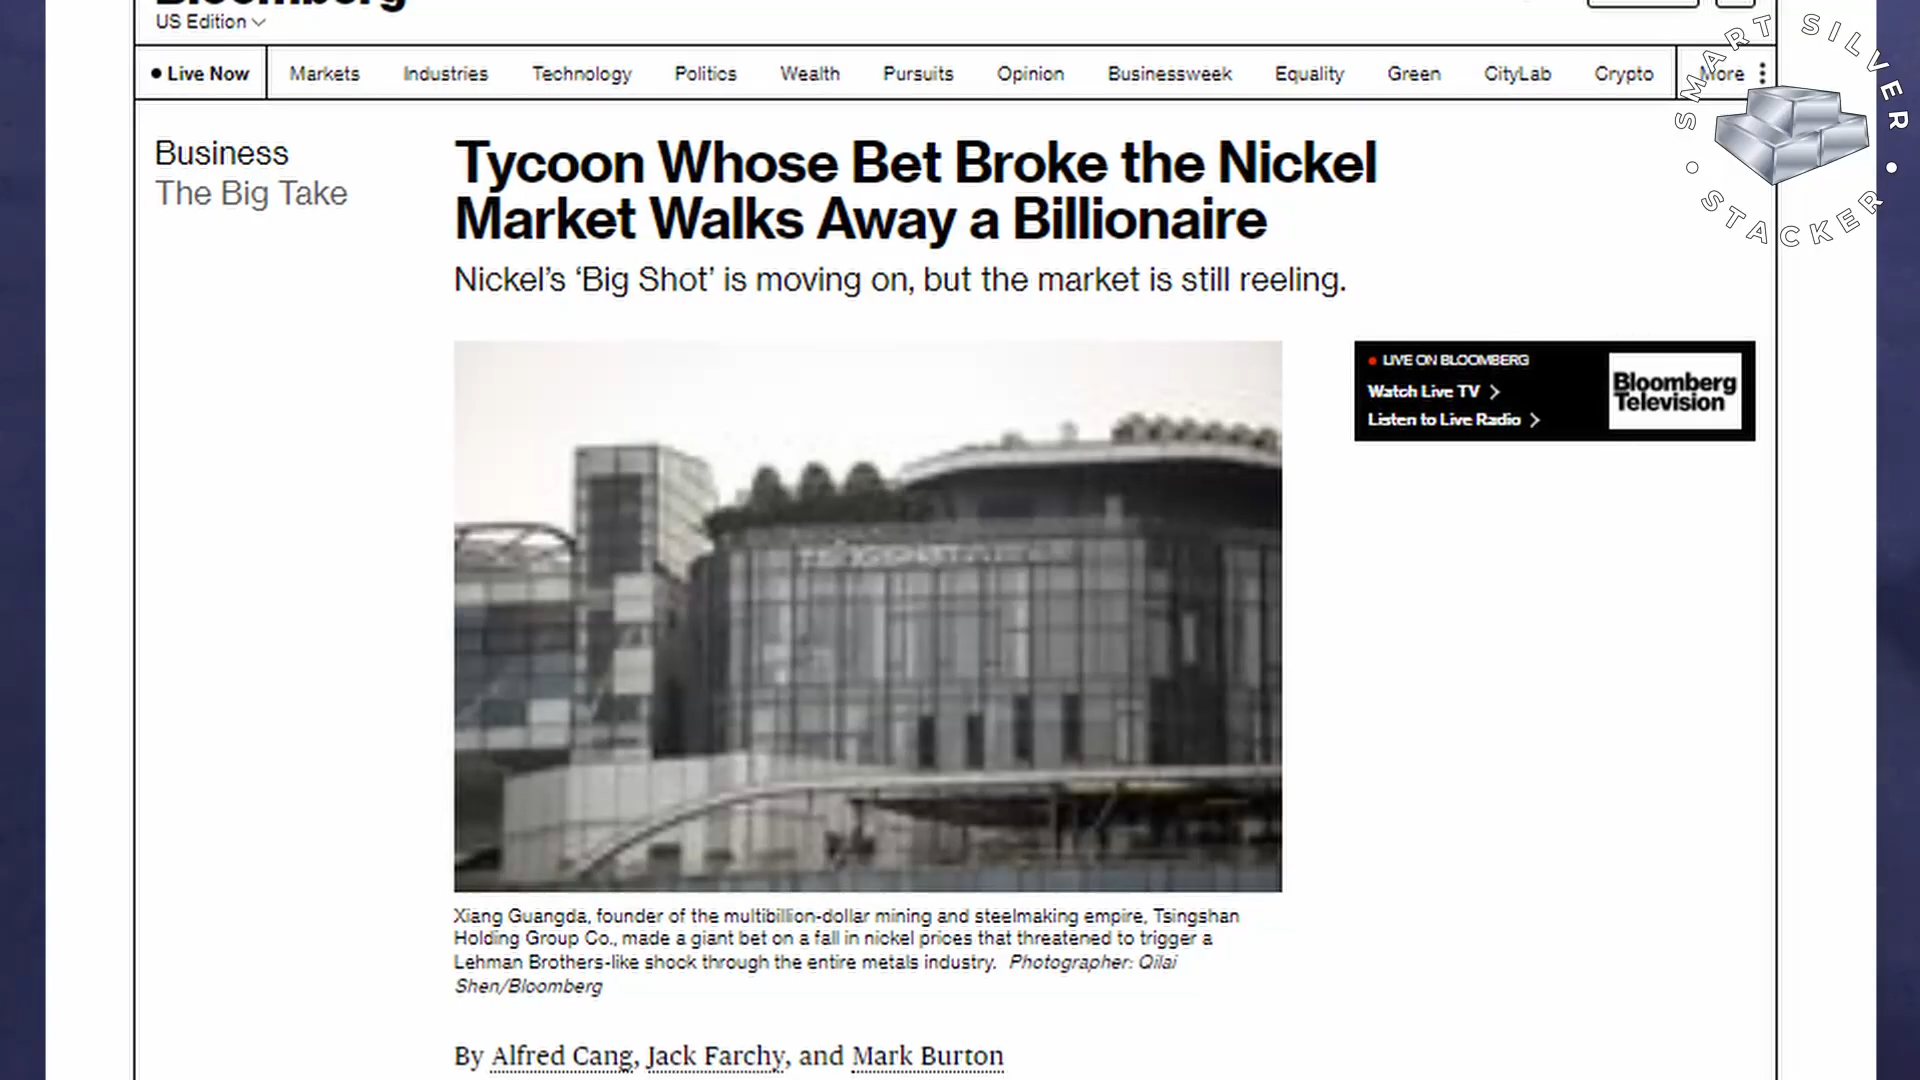 Bloomberg
US Edition
Live Now
Markets
Industries
Technology
Politics
Wealth
Pursuits
Opinion
Businessweek
Equality
Green
CityLab
Crypto
More
SMART SILVER
STACKER
Business
The Big Take
Tycoon Whose Bet Broke the Nickel
Market Walks Away a Billionaire
Nickel’s ‘Big Shot’ is moving on, but the market is still reeling.
LIVE ON BLOOMBERG
Watch Live TV
Listen to Live Radio
Bloomberg
Television
Xiang Guangda, founder of the multibillion-dollar mining and steelmaking empire, Tsingshan
Holding Group Co., made a giant bet on a fall in nickel prices that threatened to trigger a
Lehman Brothers-like shock through the entire metals industry. Photographer: Qilai
Shen/Bloomberg
By Alfred Cang, Jack Farchy, and Mark Burton